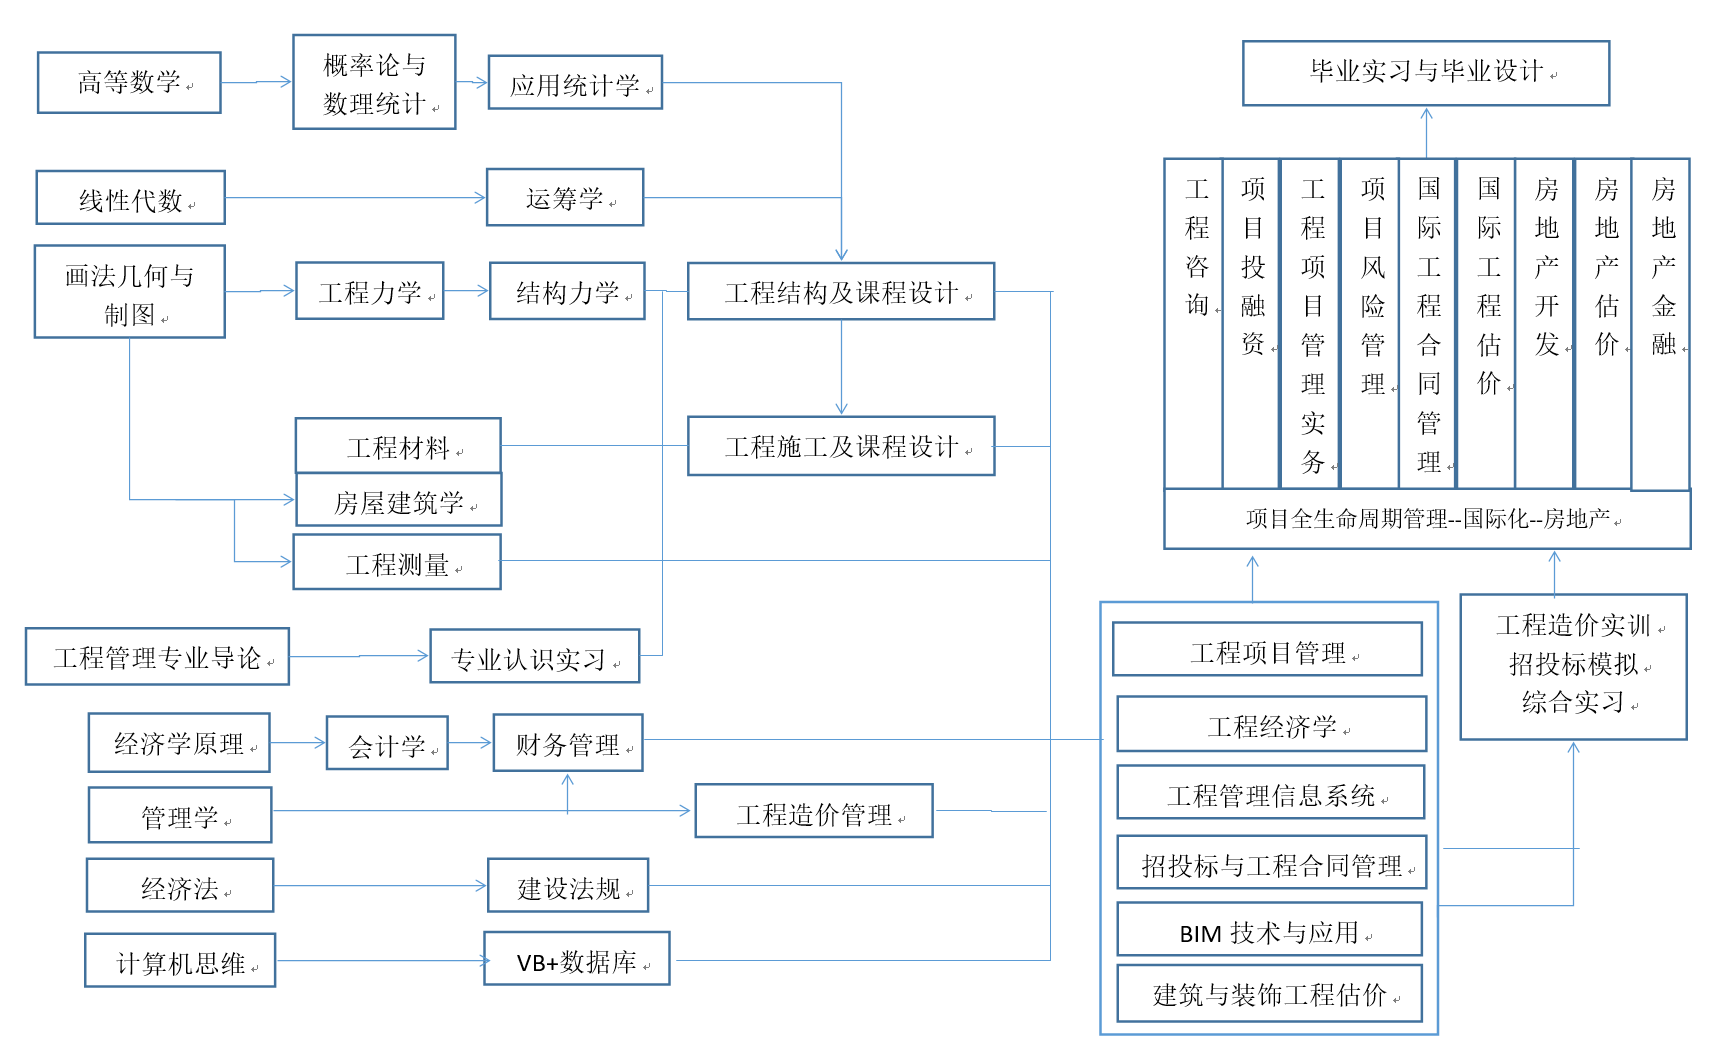 高等数学
概率论与
数理统计
应用统计学
线性代数
运筹学
画法几何与
制图
工程力学
结构力学
工程结构及课程设计
工程材料
工程施工及课程设计
房屋建筑学
工程测量
工程管理专业导论
专业认识实习
经济学原理
会计学
财务管理
管理学
工程造价管理
经济法
建设法规
计算机思维
VB+数据库
毕业实习与毕业设计
工程咨询
项目投融资
工程项目管理实务
项目风险管理
国际工程合同管理
国际工程估价
房地产开发
房地产估价
房地产金融
项目全生命周期管理--国际化--房地产
工程项目管理
工程经济学
工程管理信息系统
招投标与工程合同管理
BIM 技术与应用
建筑与装饰工程估价
工程造价实训
招投标模拟
综合实习